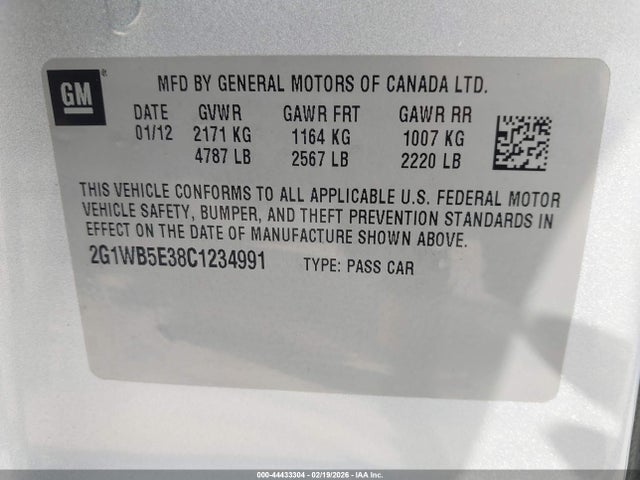 GM ®
MFD BY GENERAL MOTORS OF CANADA LTD.
DATE GVWR GAWR FRT GAWR RR
01/12 2171 KG 1164 KG 1007 KG
4787 LB 2567 LB 2220 LB
THIS VEHICLE CONFORMS TO ALL APPLICABLE U.S. FEDERAL MOTOR
VEHICLE SAFETY, BUMPER, AND THEFT PREVENTION STANDARDS IN
EFFECT ON THE DATE OF MANUFACTURE SHOWN ABOVE.
2G1WB5E38C1234991 TYPE: PASS CAR
000-44433304 - 02/19/2026 - IAA Inc.